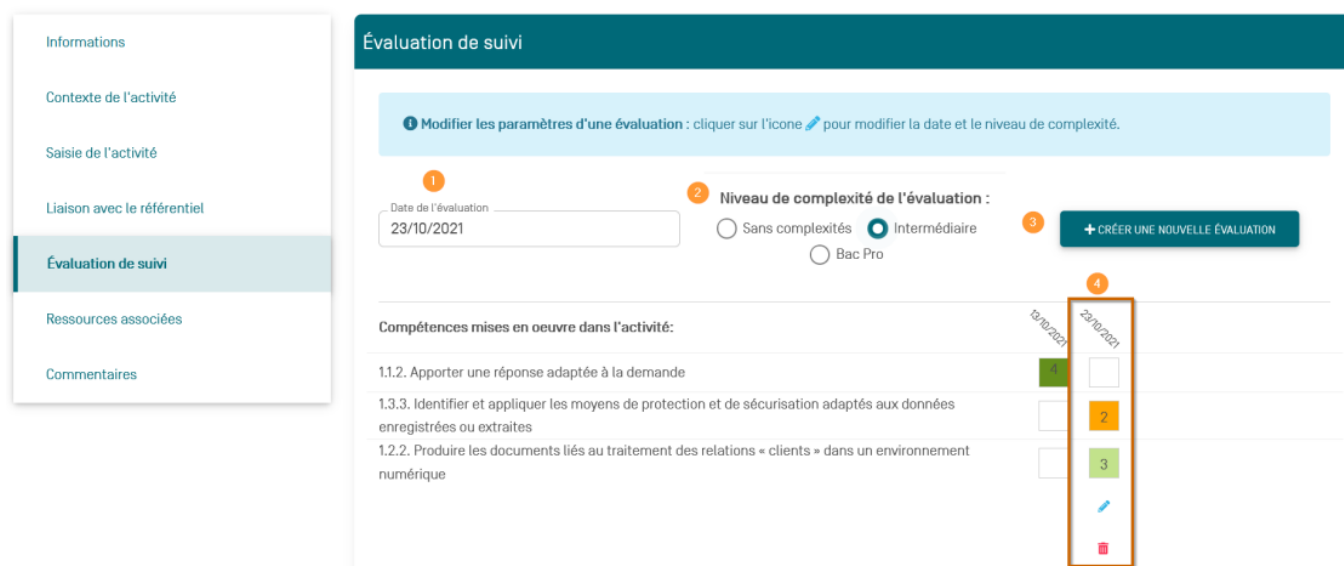 Informations
Contexte de l'activité
Saisie de l'activité
Liaison avec le référentiel
Évaluation de suivi
Ressources associées
Commentaires
Évaluation de suivi
Modifier les paramètres d'une évaluation : cliquer sur l'icone pour modifier la date et le niveau de complexité.
1
Date de l'évaluation
23/10/2021
2
Niveau de complexité de l'évaluation :
Sans complexités Intermédiaire
Bac Pro
3
+ CRÉER UNE NOUVELLE ÉVALUATION
4
Compétences mises en oeuvre dans l'activité:
13/10/2021 23/10/2021
1.1.2. Apporter une réponse adaptée à la demande
4
1.3.3. Identifier et appliquer les moyens de protection et de sécurisation adaptés aux données
enregistrées ou extraites
2
1.2.2. Produire les documents liés au traitement des relations « clients » dans un environnement
numérique
3